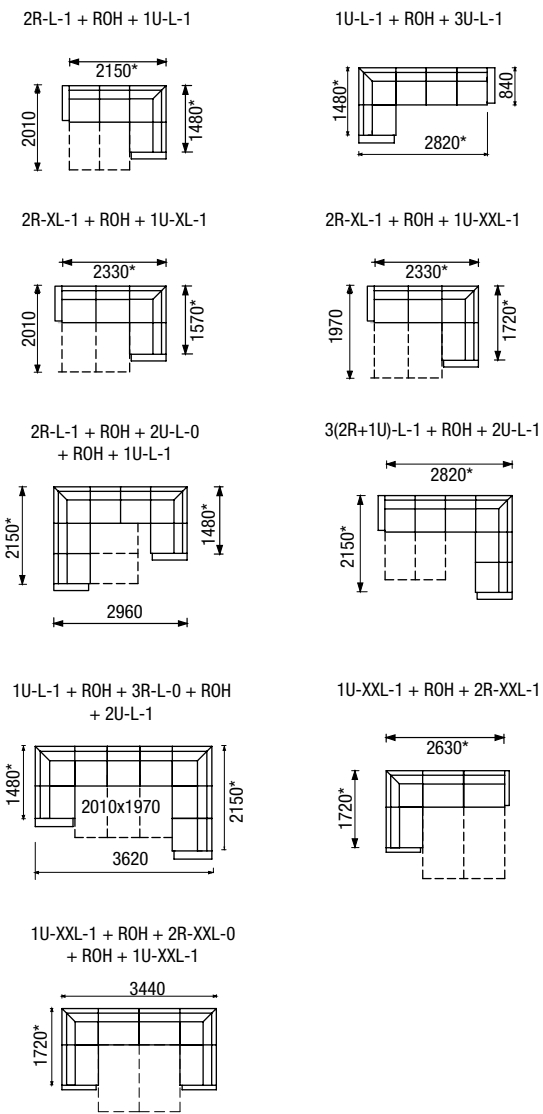 2R-L-1 + ROH + 1U-L-1
2150*
2010
1480*
1U-L-1 + ROH + 3U-L-1
1480*
840
2820*
2R-XL-1 + ROH + 1U-XL-1
2330*
2010
1570*
2R-XL-1 + ROH + 1U-XXL-1
2330*
1970
1720*
2R-L-1 + ROH + 2U-L-0
+ ROH + 1U-L-1
2150*
1480*
2960
3(2R+1U)-L-1 + ROH + 2U-L-1
2820*
2150*
1U-L-1 + ROH + 3R-L-0 + ROH
+ 2U-L-1
1480*
2010x1970
2150*
3620
1U-XXL-1 + ROH + 2R-XXL-1
2630*
1720*
1U-XXL-1 + ROH + 2R-XXL-0
+ ROH + 1U-XXL-1
3440
1720*